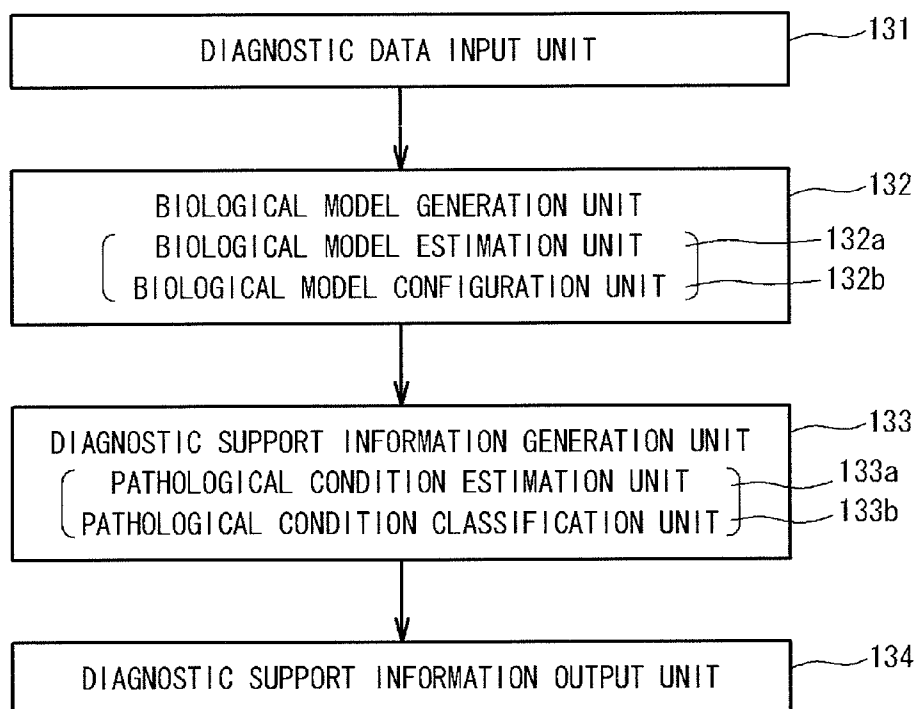 DIAGNOSTIC DATA INPUT UNIT 131
BIOLOGICAL MODEL GENERATION UNIT 132
BIOLOGICAL MODEL ESTIMATION UNIT 132a
BIOLOGICAL MODEL CONFIGURATION UNIT 132b
DIAGNOSTIC SUPPORT INFORMATION GENERATION UNIT 133
PATHOLOGICAL CONDITION ESTIMATION UNIT 133a
PATHOLOGICAL CONDITION CLASSIFICATION UNIT 133b
DIAGNOSTIC SUPPORT INFORMATION OUTPUT UNIT 134